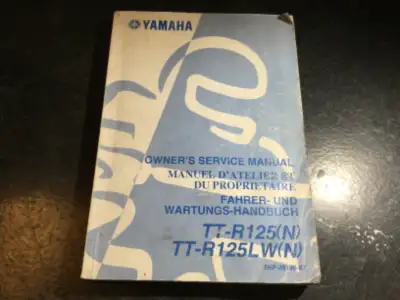 YAMAHA
OWNER'S SERVICE MANUAL
MANUEL D'ATELIER ET
DU PROPRIETAIRE
FAHRER- UND
WARTUNGS-HANDBUCH
TT-R125(N)
TT-R125LW(N)